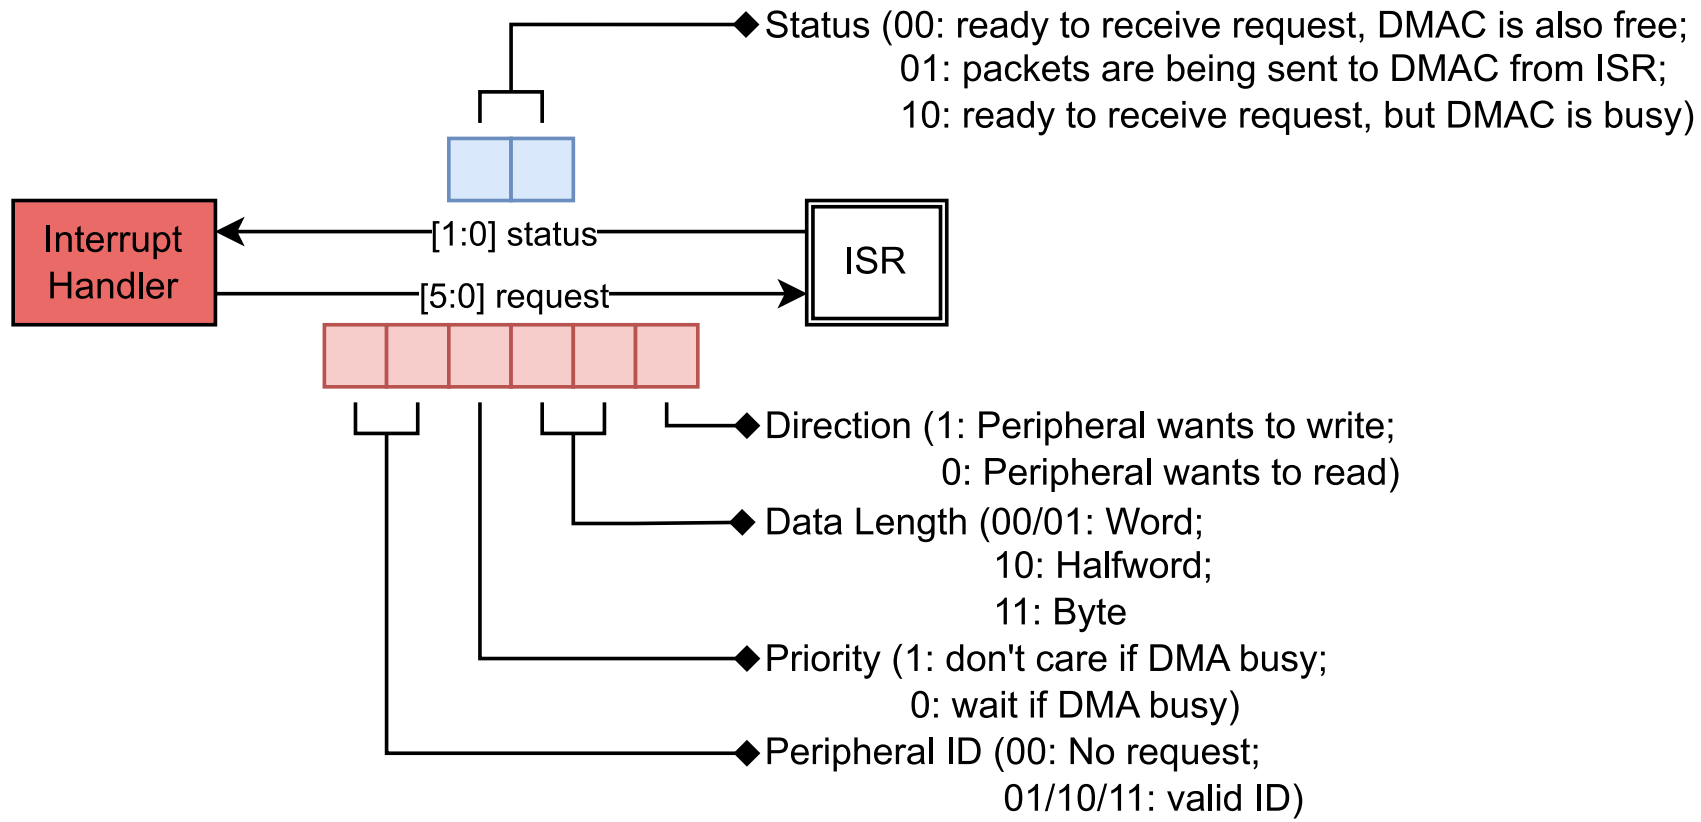 Status (00: ready to receive request, DMAC is also free;
01: packets are being sent to DMAC from ISR;
10: ready to receive request, but DMAC is busy)
Interrupt
Handler
[1:0] status
[5:0] request
ISR
Direction (1: Peripheral wants to write;
0: Peripheral wants to read)
Data Length (00/01: Word;
10: Halfword;
11: Byte
Priority (1: don't care if DMA busy;
0: wait if DMA busy)
Peripheral ID (00: No request;
01/10/11: valid ID)